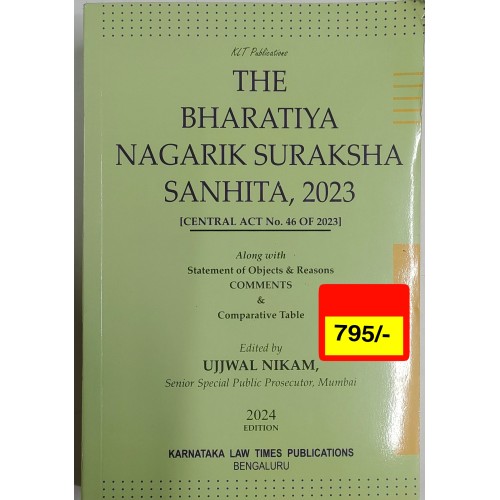 KLT Publications
THE
BHARATIYA
NAGARIK SURAKSHA
SANHITA, 2023
[CENTRAL ACT No. 46 OF 2023]
Along with
Statement of Objects & Reasons
COMMENTS
&
Comparative Table
795/-
Edited by
UJJWAL NIKAM,
Senior Special Public Prosecutor, Mumbai
2024
EDITION
KARNATAKA LAW TIMES PUBLICATIONS
BENGALURU